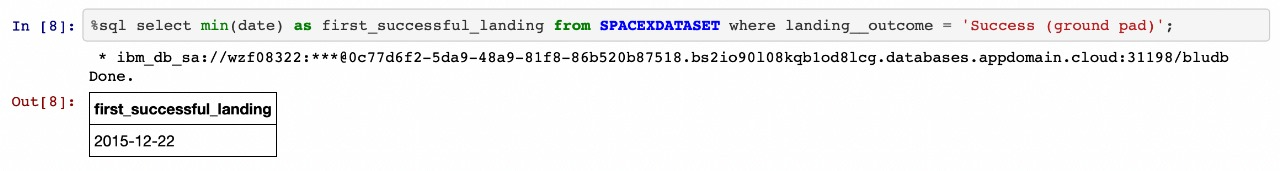 In [8]: %sql select min(date) as first_successful_landing from SPACEXDATASET where landing__outcome = 'Success (ground pad)';
* ibm_db_sa://wzf08322:***@0c77d6f2-5da9-48a9-81f8-86b520b87518.bs2io90l08kqb1od8lcg.databases.appdomain.cloud:31198/bludb
Done.
Out[8]: first_successful_landing
2015-12-22